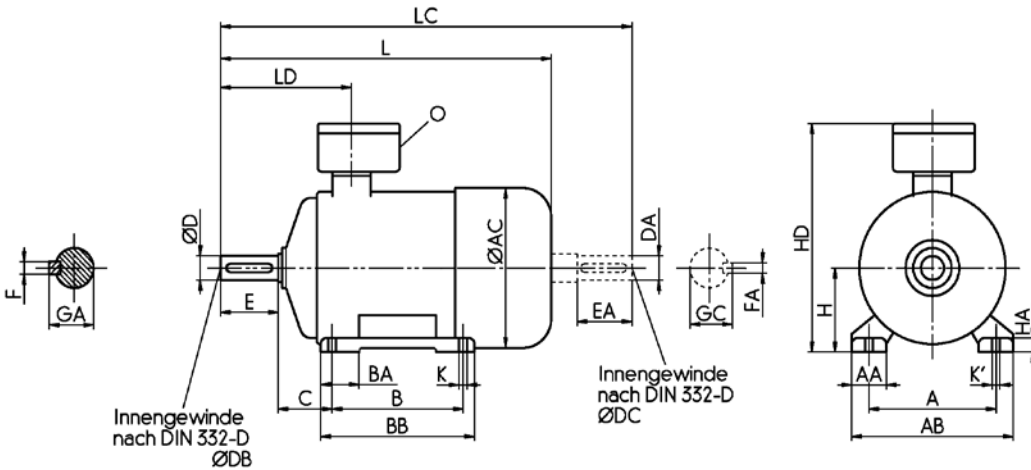 LC
L
LD
O
HD
ØD
ØAC
DA
F
GA
E
EA
GC
FA
H
HA
BA
K
AA
K'
C
B
A
BB
AB
Innengewinde
nach DIN 332-D
ØDB
Innengewinde
nach DIN 332-D
ØDC